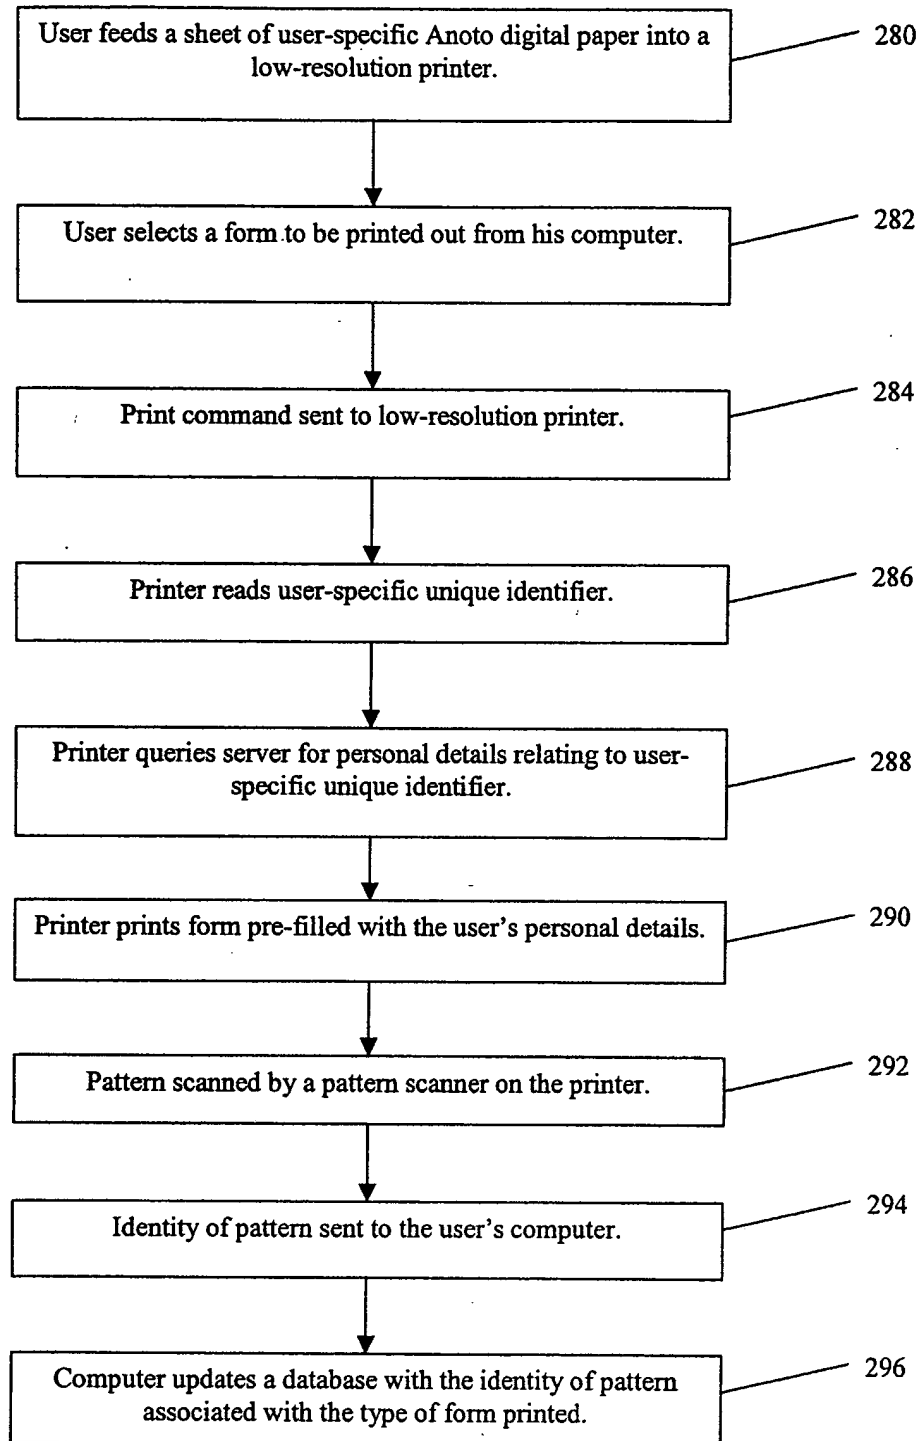 User feeds a sheet of user-specific Anoto digital paper into a
low-resolution printer.
280
User selects a form to be printed out from his computer.
282
Print command sent to low-resolution printer.
284
Printer reads user-specific unique identifier.
286
Printer queries server for personal details relating to user-
specific unique identifier.
288
Printer prints form pre-filled with the user's personal details.
290
Pattern scanned by a pattern scanner on the printer.
292
Identity of pattern sent to the user's computer.
294
Computer updates a database with the identity of pattern
associated with the type of form printed.
296